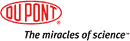 DU PONT
The miracles of science™